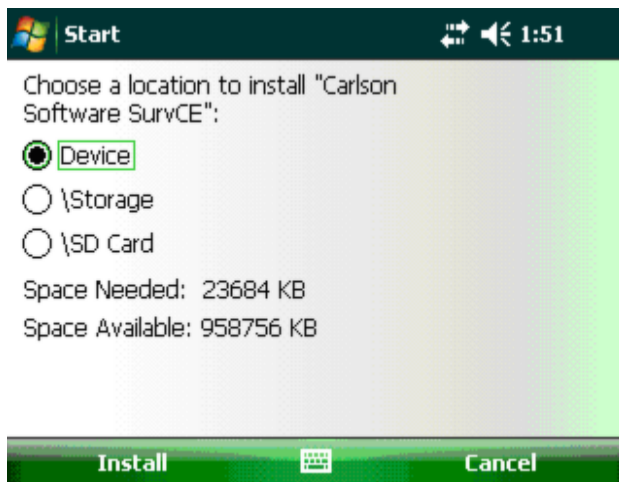 Start 1:51
Choose a location to install "Carlson
Software SurvCE":
Device
\Storage
\SD Card
Space Needed: 23684 KB
Space Available: 958756 KB
Install Cancel